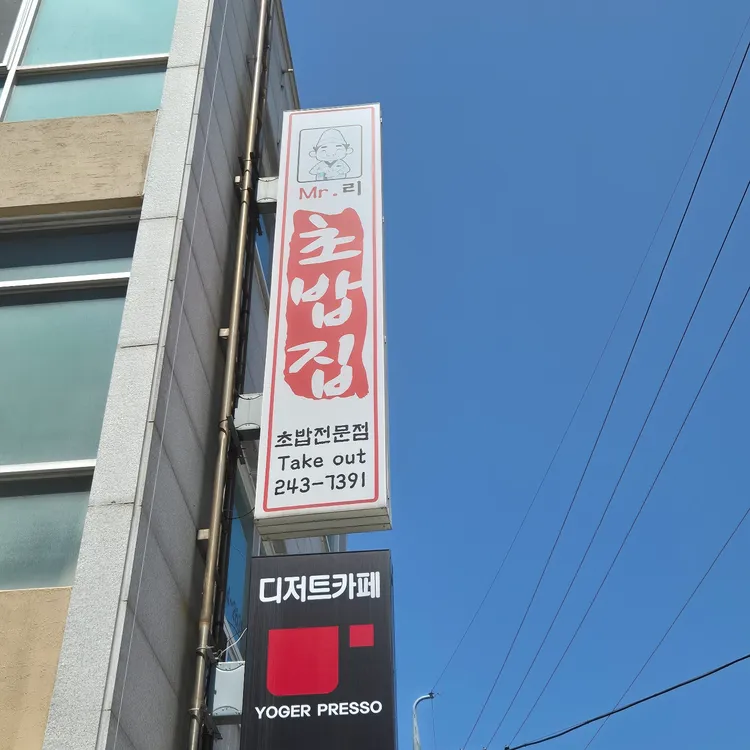 Mr.리
초밥집
초밥전문점
Take out
243-7391
디저트카페
YOGER PRESSO